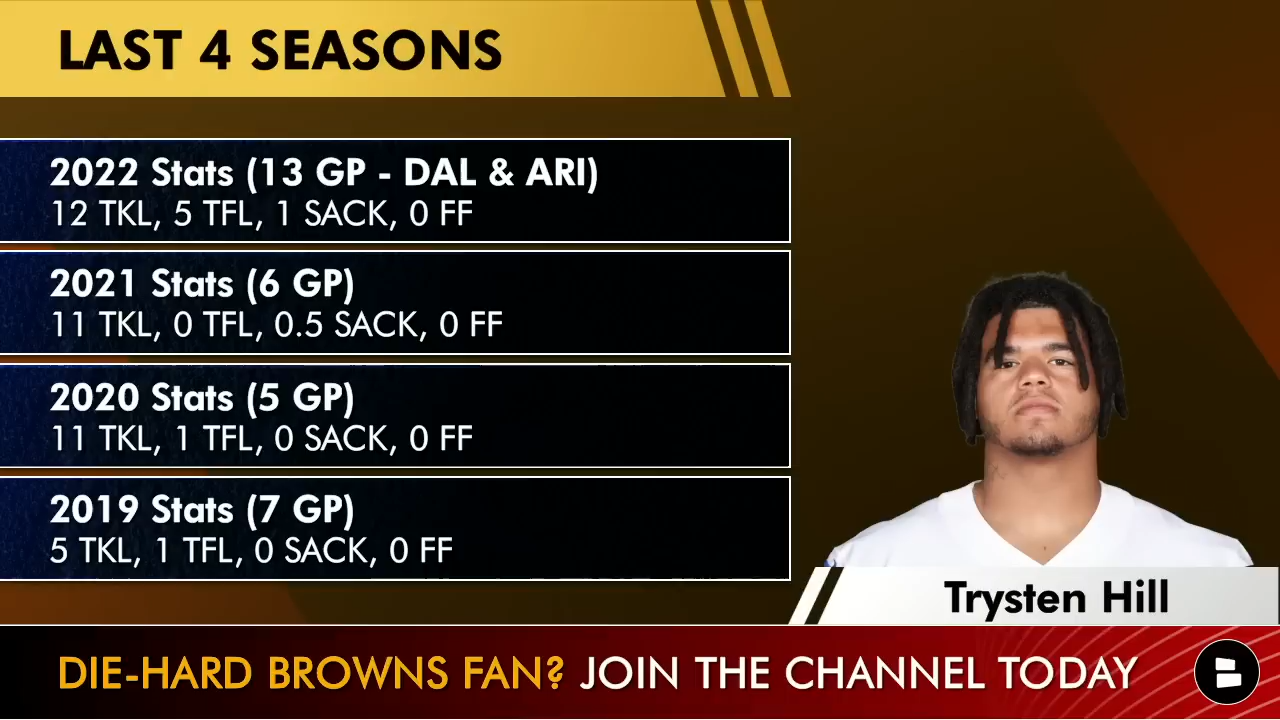 LAST 4 SEASONS
2022 Stats (13 GP - DAL & ARI)
12 TKL, 5 TFL, 1 SACK, 0 FF
2021 Stats (6 GP)
11 TKL, 0 TFL, 0.5 SACK, 0 FF
2020 Stats (5 GP)
11 TKL, 1 TFL, 0 SACK, 0 FF
2019 Stats (7 GP)
5 TKL, 1 TFL, 0 SACK, 0 FF
Trysten Hill
DIE-HARD BROWNS FAN? JOIN THE CHANNEL TODAY